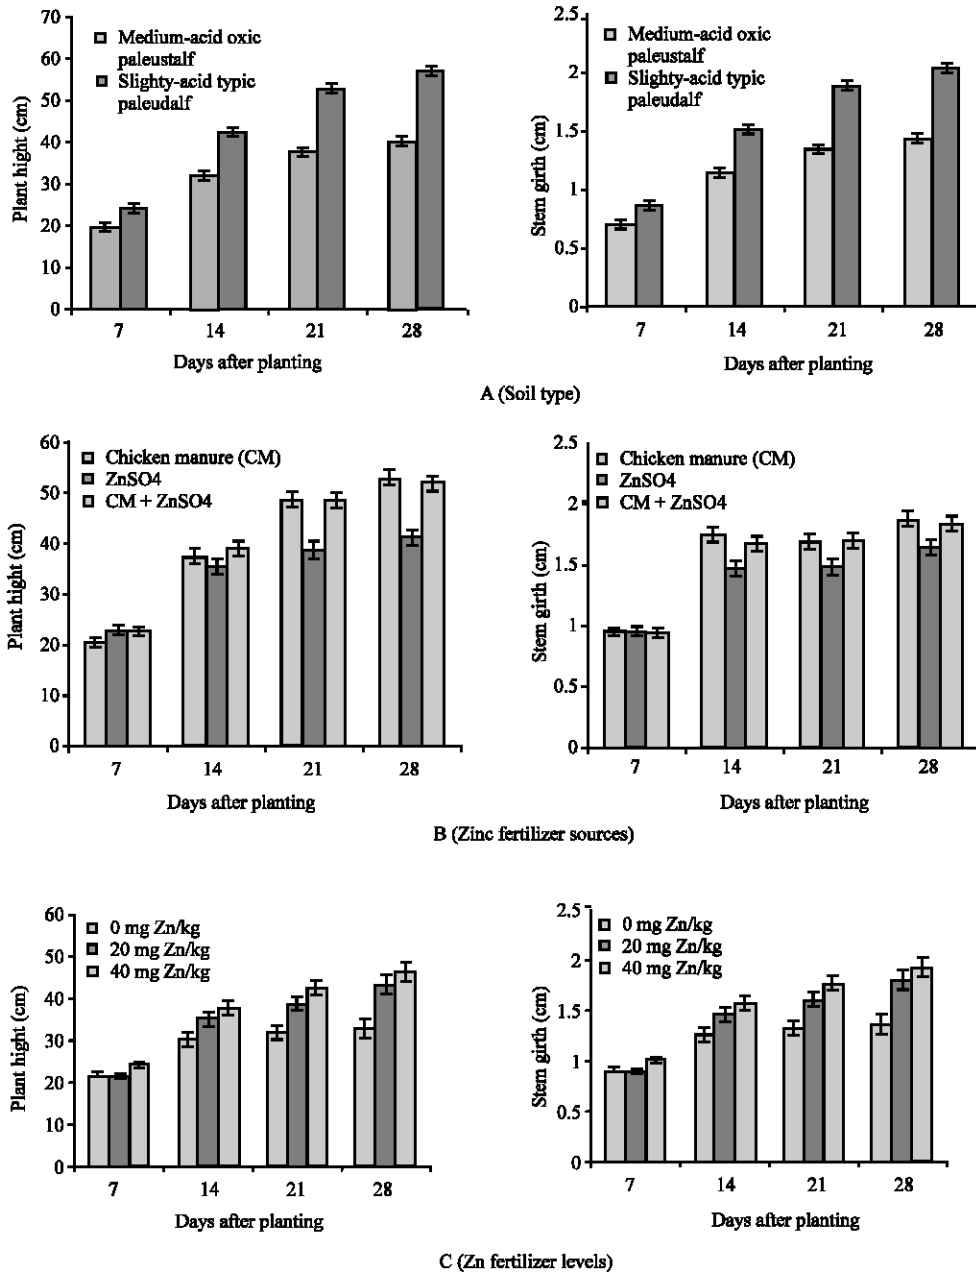 70
60
50
40
30
20
10
0
Plant hight (cm)
Medium-acid oxic
paleustalf
Slighty-acid typic
paleudalf
7 14 21 28
Days after planting
2.5
2
1.5
1
0.5
0
Stem girth (cm)
Medium-acid oxic
paleustalf
Slighty-acid typic
paleudalf
7 14 21 28
Days after planting
A (Soil type)
60
50
40
30
20
10
0
Plant hight (cm)
Chicken manure (CM)
ZnSO4
CM + ZnSO4
7 14 21 28
Days after planting
2.5
2
1.5
1
0.5
0
Stem girth (cm)
Chicken manure (CM)
ZnSO4
CM + ZnSO4
7 14 21 28
Days after planting
B (Zinc fertilizer sources)
60
50
40
30
20
10
0
Plant hight (cm)
0 mg Zn/kg
20 mg Zn/kg
40 mg Zn/kg
7 14 21 28
Days after planting
2.5
2
1.5
1
0.5
0
Stem girth (cm)
0 mg Zn/kg
20 mg Zn/kg
40 mg Zn/kg
7 14 21 28
Days after planting
C (Zn fertilizer levels)